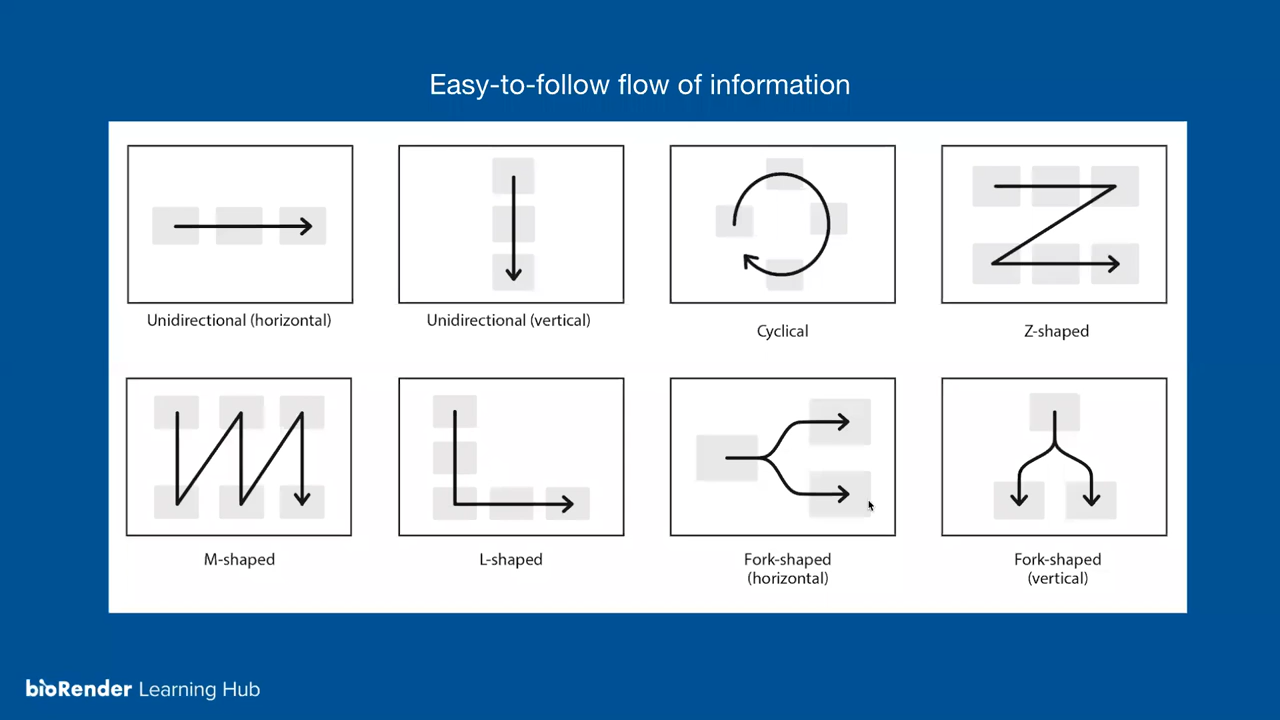 Easy-to-follow flow of information
Unidirectional (horizontal)
Unidirectional (vertical)
Cyclical
Z-shaped
M-shaped
L-shaped
Fork-shaped
(horizontal)
Fork-shaped
(vertical)
bioRender Learning Hub